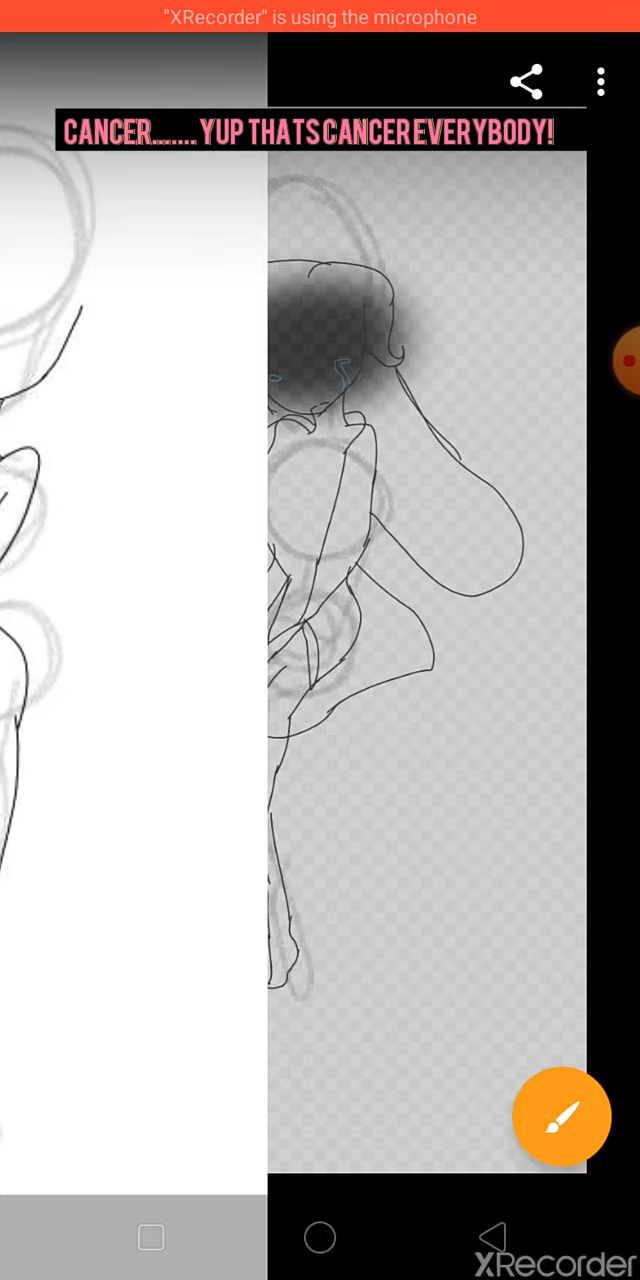 "XRecorder" is using the microphone
CANCER........ YUP THATS CANCER EVERYBODY!
XRecorder